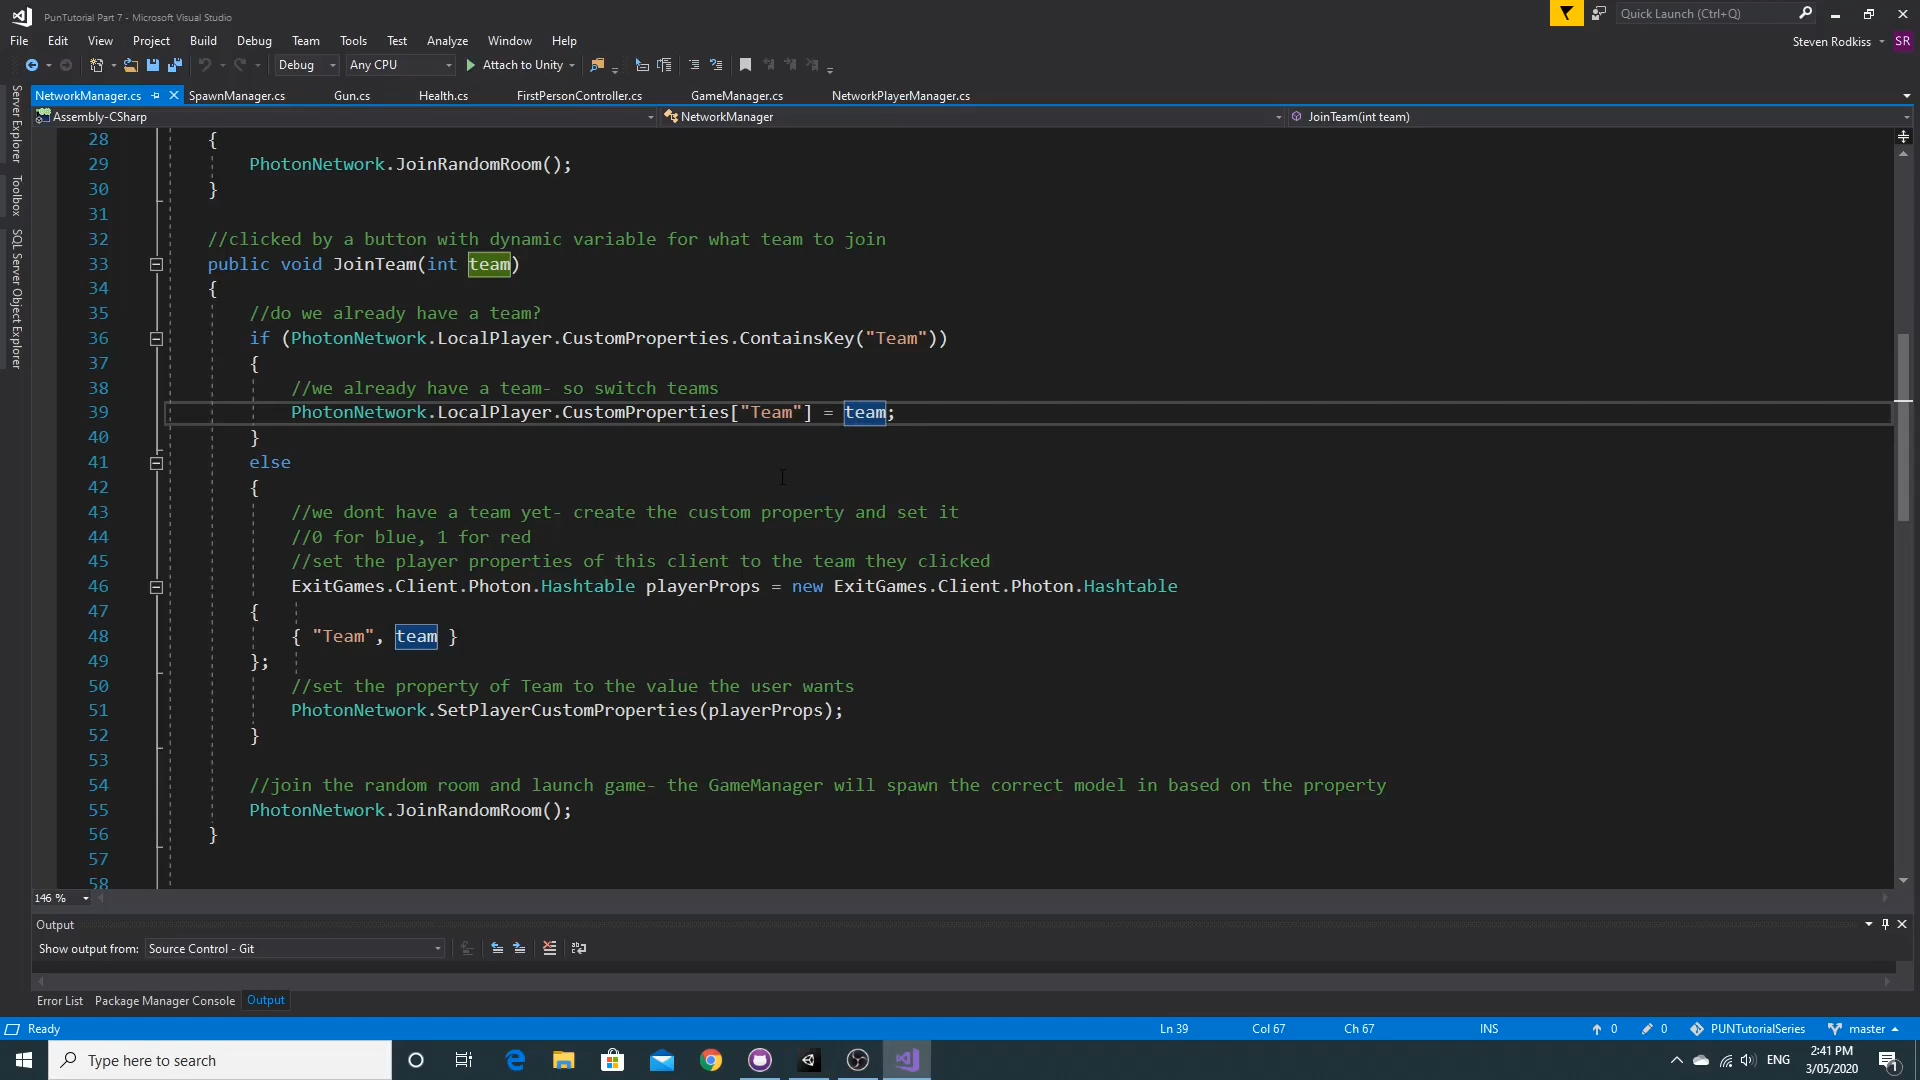 PunTutorial Part 7 - Microsoft Visual Studio
Quick Launch (Ctrl+Q)
File Edit View Project Build Debug Team Tools Test Analyze Window Help
Steven Rodkiss SR
Debug Any CPU Attach to Unity
NetworkManager.cs SpawnManager.cs Gun.cs Health.cs FirstPersonController.cs GameManager.cs NetworkPlayerManager.cs
Assembly-CSharp NetworkManager JoinTeam(int team)
Server Explorer
Toolbox
SQL Server Object Explorer
28 {
29 PhotonNetwork.JoinRandomRoom();
30 }
31
32 //clicked by a button with dynamic variable for what team to join
33 public void JoinTeam(int team)
34 {
35 //do we already have a team?
36 if (PhotonNetwork.LocalPlayer.CustomProperties.ContainsKey("Team"))
37 {
38 //we already have a team- so switch teams
39 PhotonNetwork.LocalPlayer.CustomProperties["Team"] = team;
40 }
41 else
42 {
43 //we dont have a team yet- create the custom property and set it
44 //0 for blue, 1 for red
45 //set the player properties of this client to the team they clicked
46 ExitGames.Client.Photon.Hashtable playerProps = new ExitGames.Client.Photon.Hashtable
47 {
48 { "Team", team }
49 };
50 //set the property of Team to the value the user wants
51 PhotonNetwork.SetPlayerCustomProperties(playerProps);
52 }
53
54 //join the random room and launch game- the GameManager will spawn the correct model in based on the property
55 PhotonNetwork.JoinRandomRoom();
56 }
57
58
146 %
Output
Show output from: Source Control - Git
Error List Package Manager Console Output
Ready Ln 39 Col 67 Ch 67 INS 0 0 PUNTutorialSeries master
Type here to search
ENG
2:41 PM
3/05/2020
1